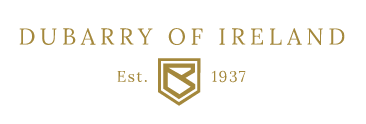 DUBARRY OF IRELAND
Est. 1937